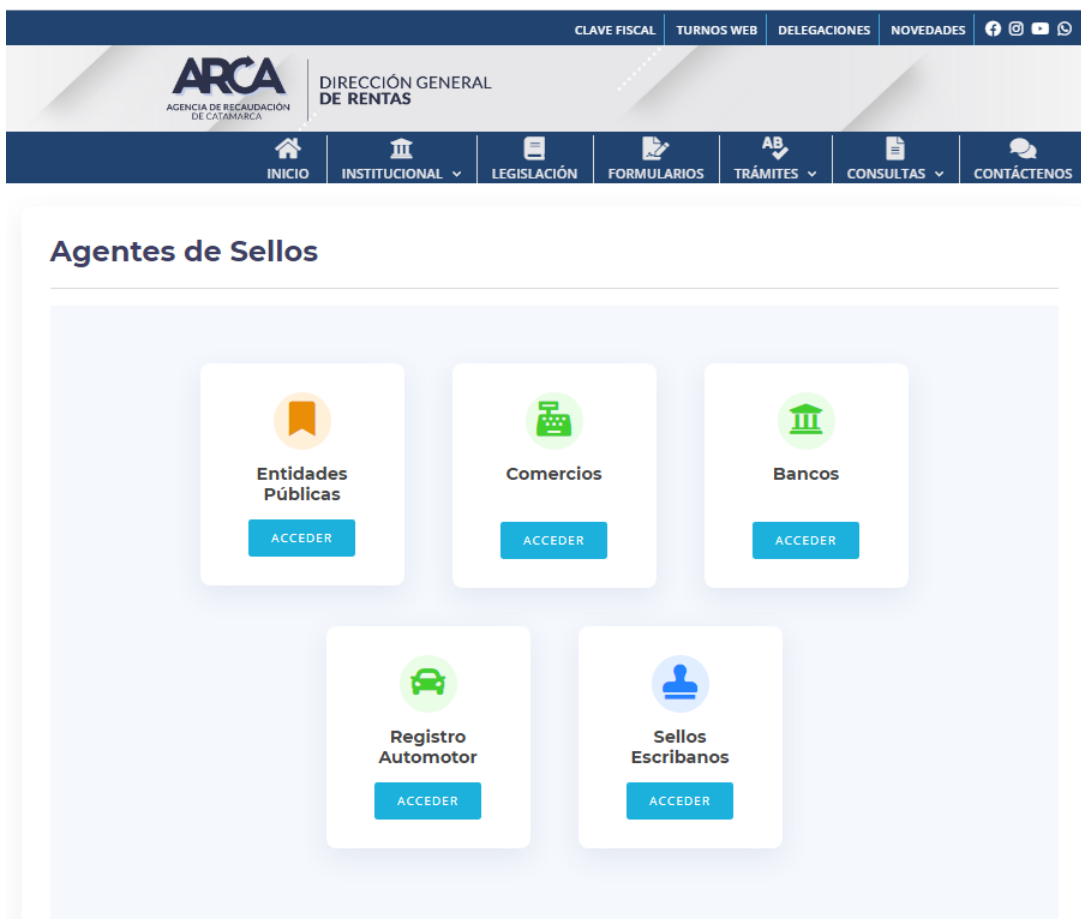 CLAVE FISCAL
TURNOS WEB
DELEGACIONES
NOVEDADES
ARCA
AGENCIA DE RECAUDACIÓN
DE CATAMARCA
DIRECCIÓN GENERAL
DE RENTAS
INICIO
INSTITUCIONAL
LEGISLACIÓN
FORMULARIOS
AB
TRÁMITES
CONSULTAS
CONTÁCTENOS
Agentes de Sellos
Entidades
Públicas
ACCEDER
Comercios
ACCEDER
Bancos
ACCEDER
Registro
Automotor
ACCEDER
Sellos
Escribanos
ACCEDER